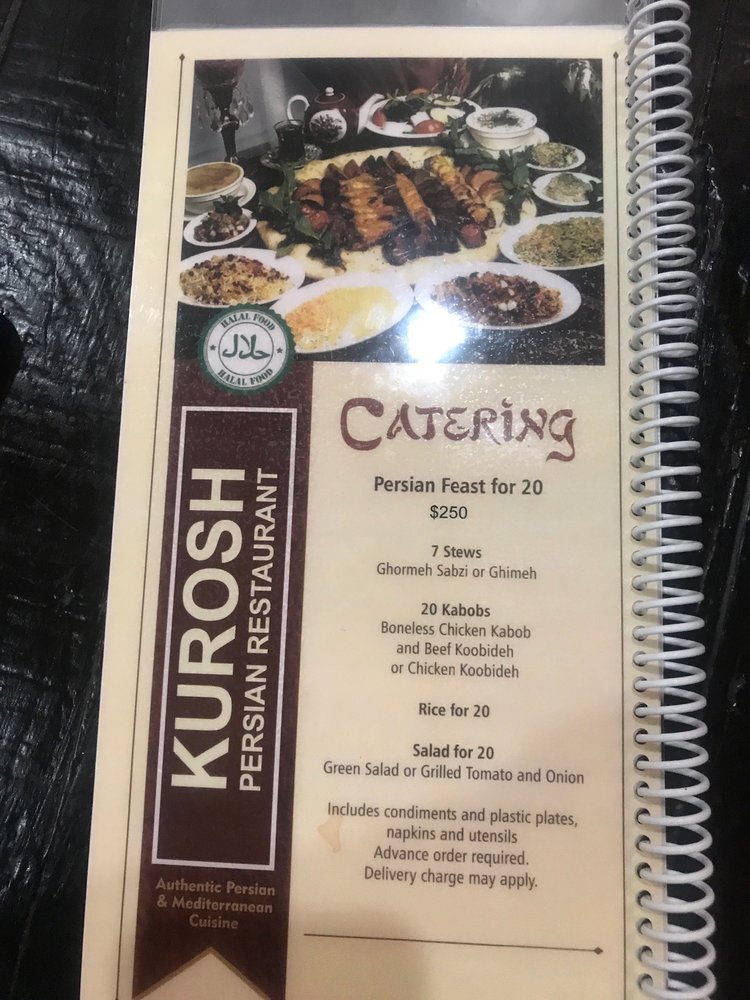 HALAL FOOD
حلال
HALAL FOOD
KUROSH
PERSIAN RESTAURANT
Authentic Persian
& Mediterranean
Cuisine
CATERING
Persian Feast for 20
$250
7 Stews
Ghormeh Sabzi or Ghimeh
20 Kabobs
Boneless Chicken Kabob
and Beef Koobideh
or Chicken Koobideh
Rice for 20
Salad for 20
Green Salad or Grilled Tomato and Onion
Includes condiments and plastic plates,
napkins and utensils
Advance order required.
Delivery charge may apply.